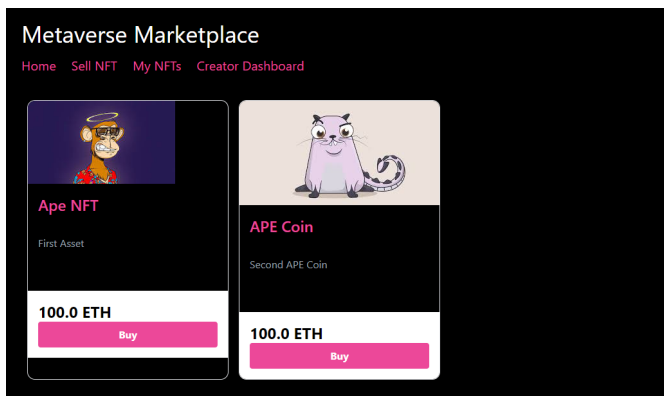 Metaverse Marketplace
Home Sell NFT My NFTs Creator Dashboard
Ape NFT
First Asset
100.0 ETH
Buy
APE Coin
Second APE Coin
100.0 ETH
Buy